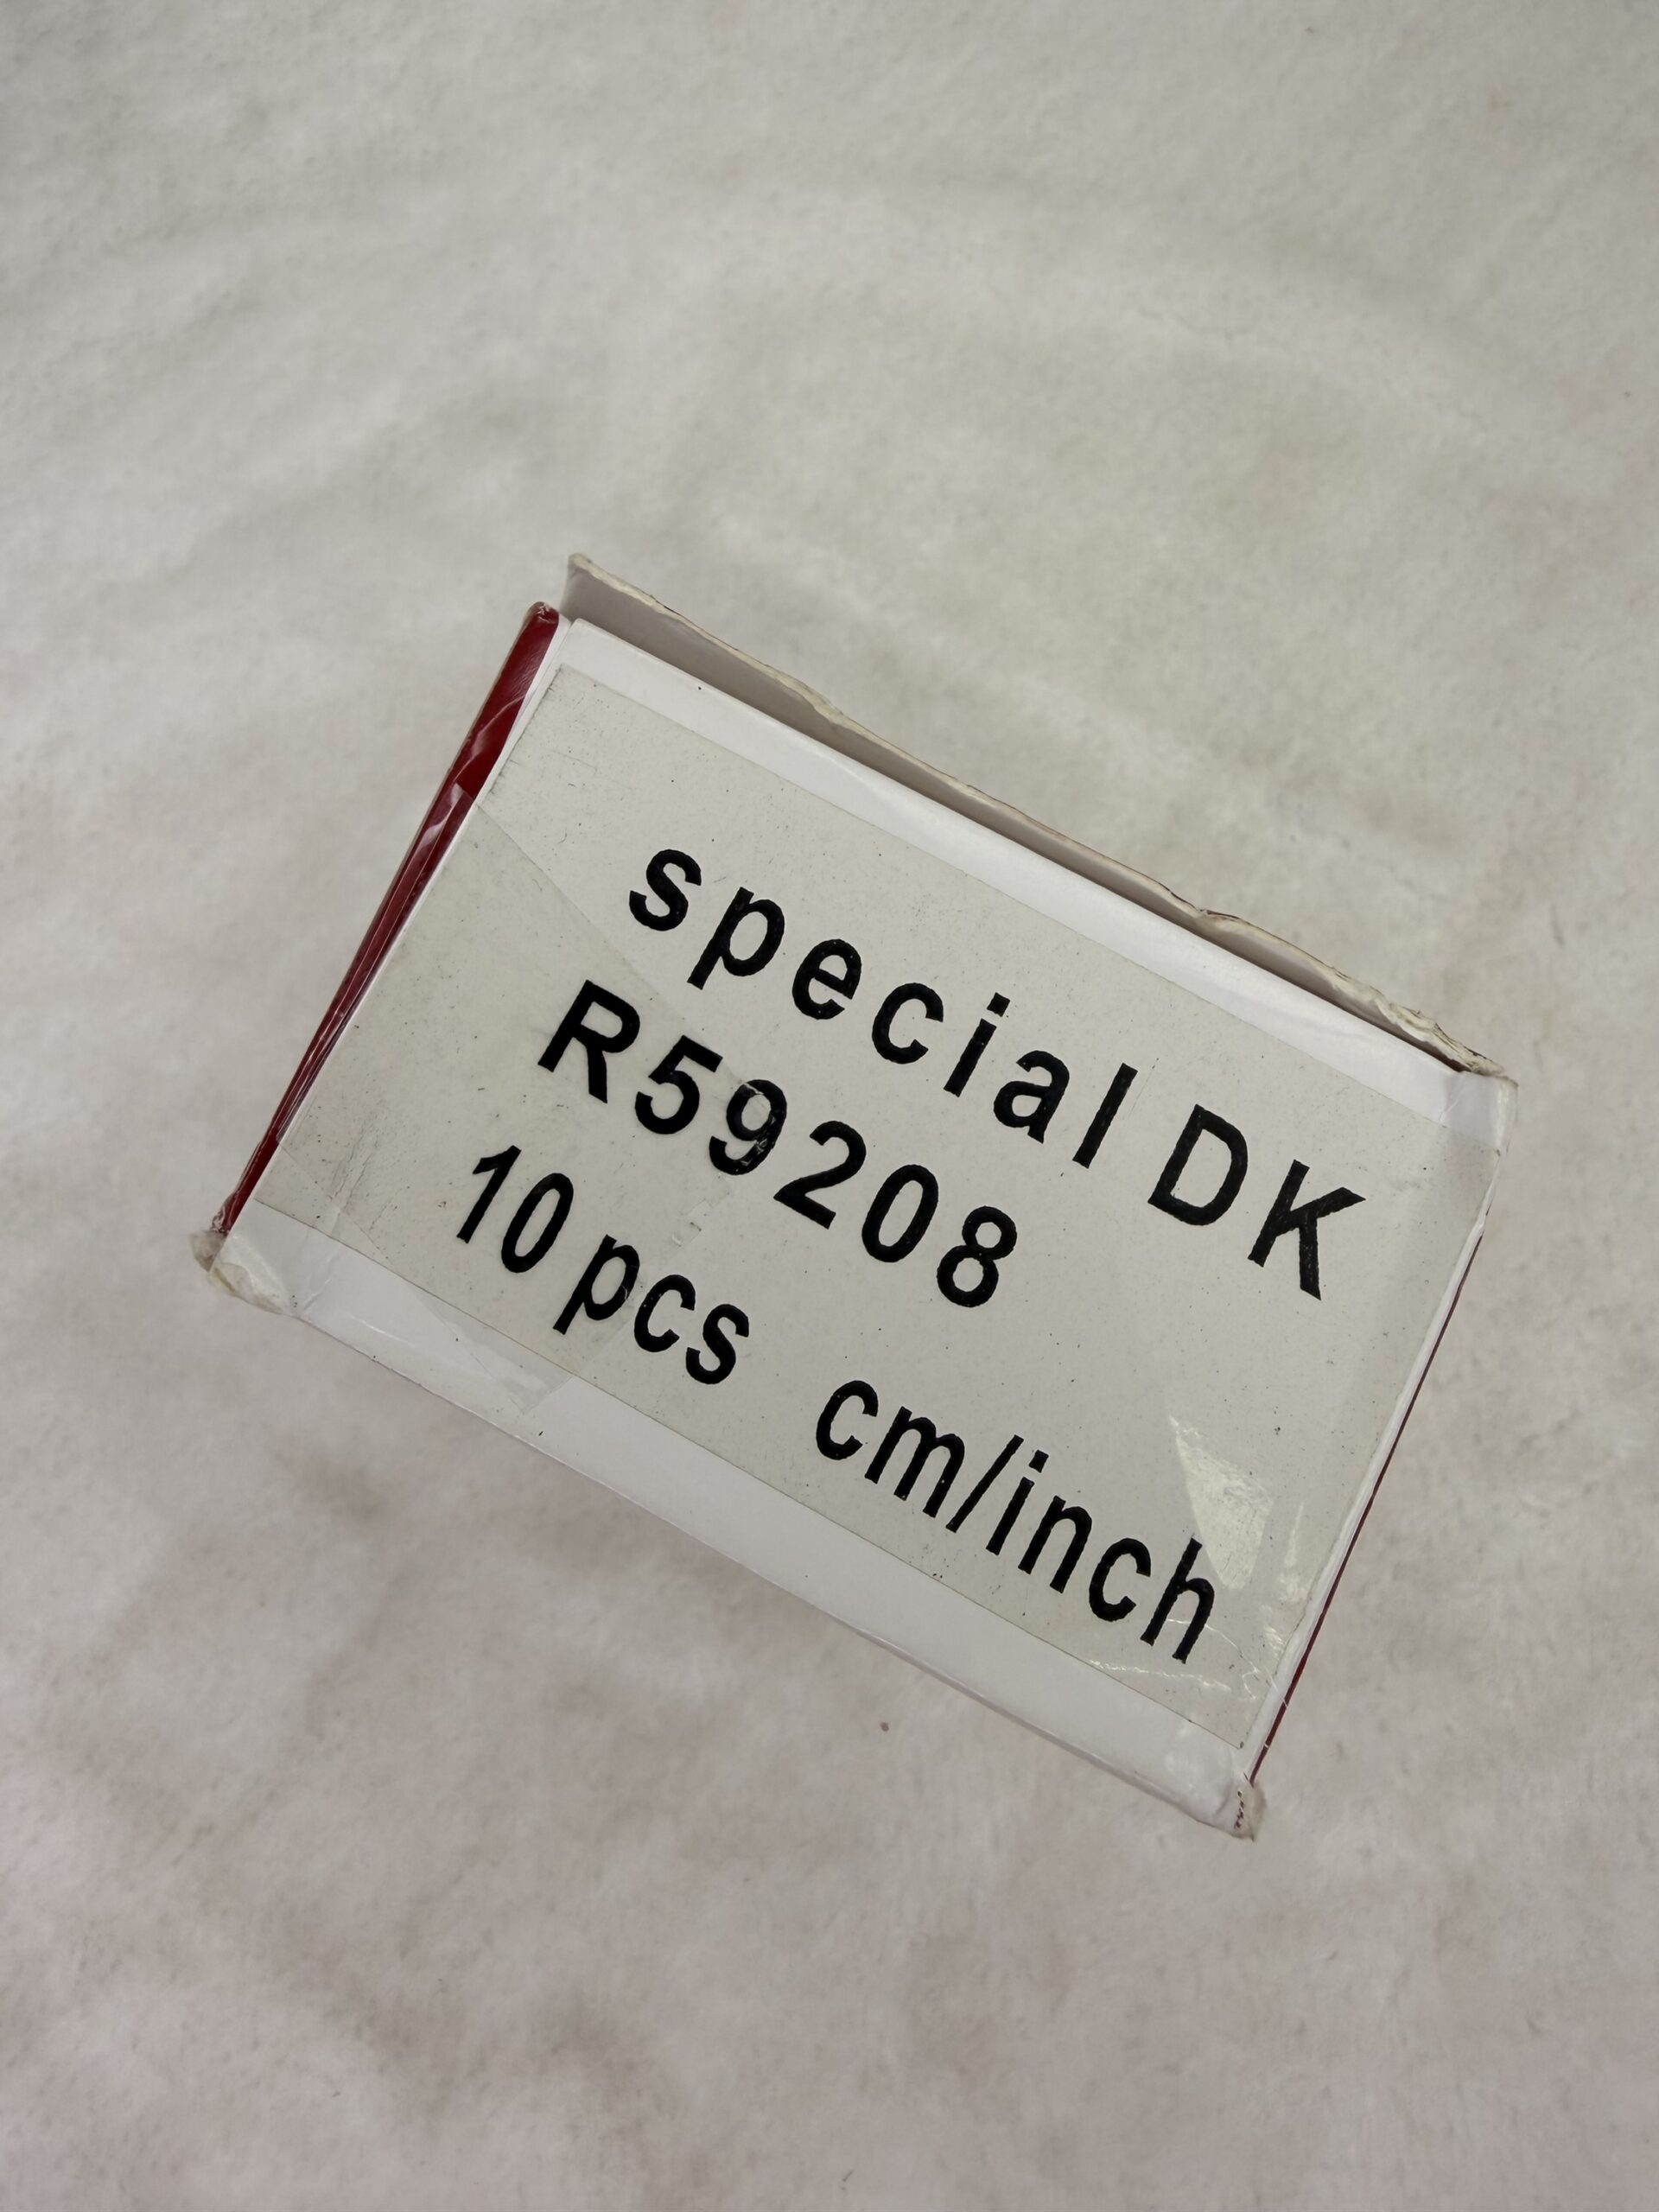 special DK
R59208
10 pcs cm/inch